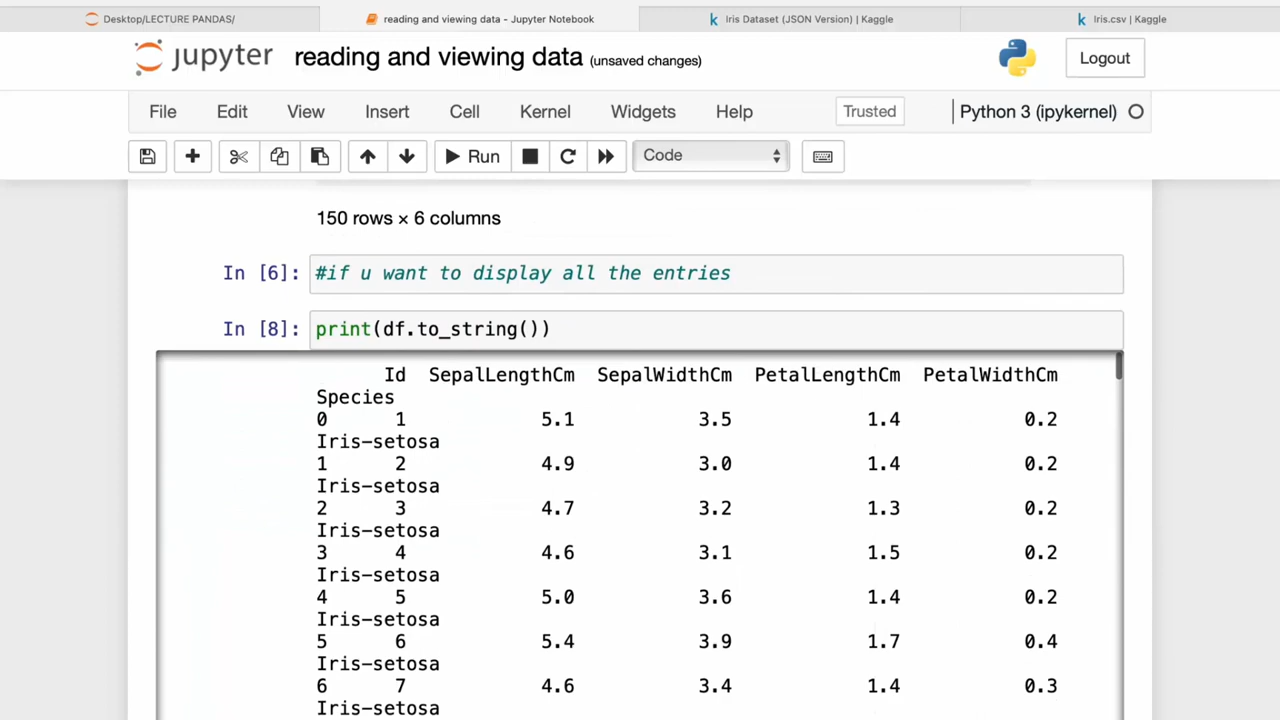 Desktop/LECTURE PANDAS/
reading and viewing data - Jupyter Notebook
Iris Dataset (JSON Version) | Kaggle
Iris.csv | Kaggle
jupyter reading and viewing data (unsaved changes)
Logout
File Edit View Insert Cell Kernel Widgets Help Trusted Python 3 (ipykernel)
Run Code
150 rows × 6 columns
In [6]: #if u want to display all the entries
In [8]: print(df.to_string())
Id SepalLengthCm SepalWidthCm PetalLengthCm PetalWidthCm
Species
0 1 5.1 3.5 1.4 0.2
Iris-setosa
1 2 4.9 3.0 1.4 0.2
Iris-setosa
2 3 4.7 3.2 1.3 0.2
Iris-setosa
3 4 4.6 3.1 1.5 0.2
Iris-setosa
4 5 5.0 3.6 1.4 0.2
Iris-setosa
5 6 5.4 3.9 1.7 0.4
Iris-setosa
6 7 4.6 3.4 1.4 0.3
Iris-setosa